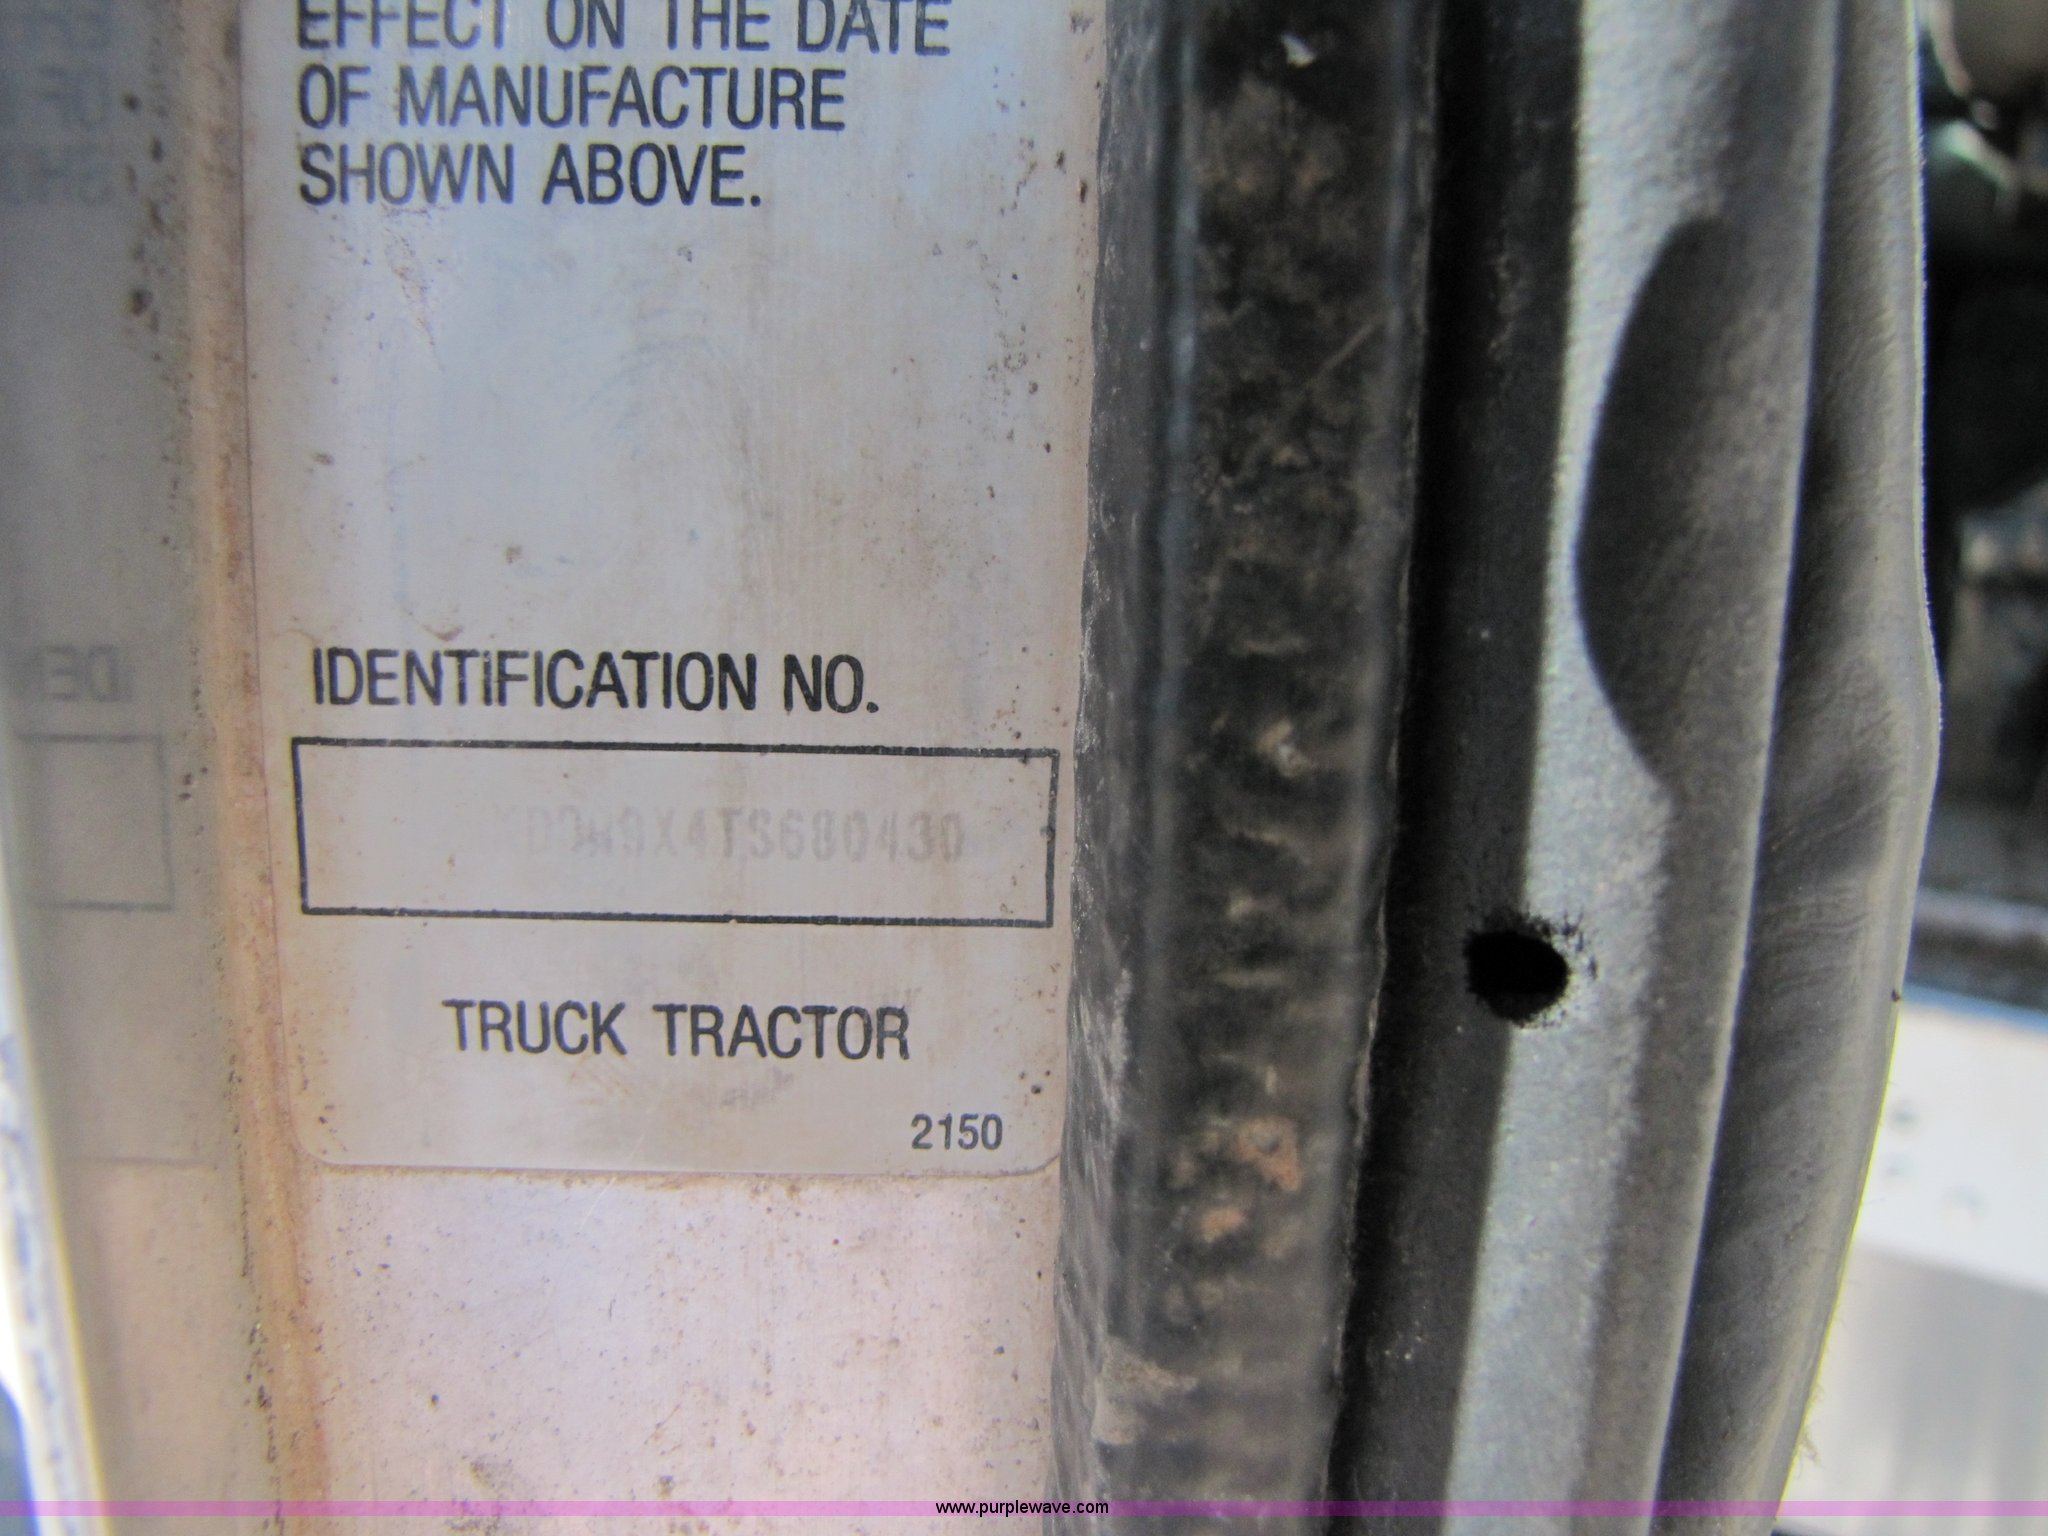 EFFECT ON THE DATE
OF MANUFACTURE
SHOWN ABOVE.
IDENTIFICATION NO.
TRUCK TRACTOR
2150
www.purplewave.com